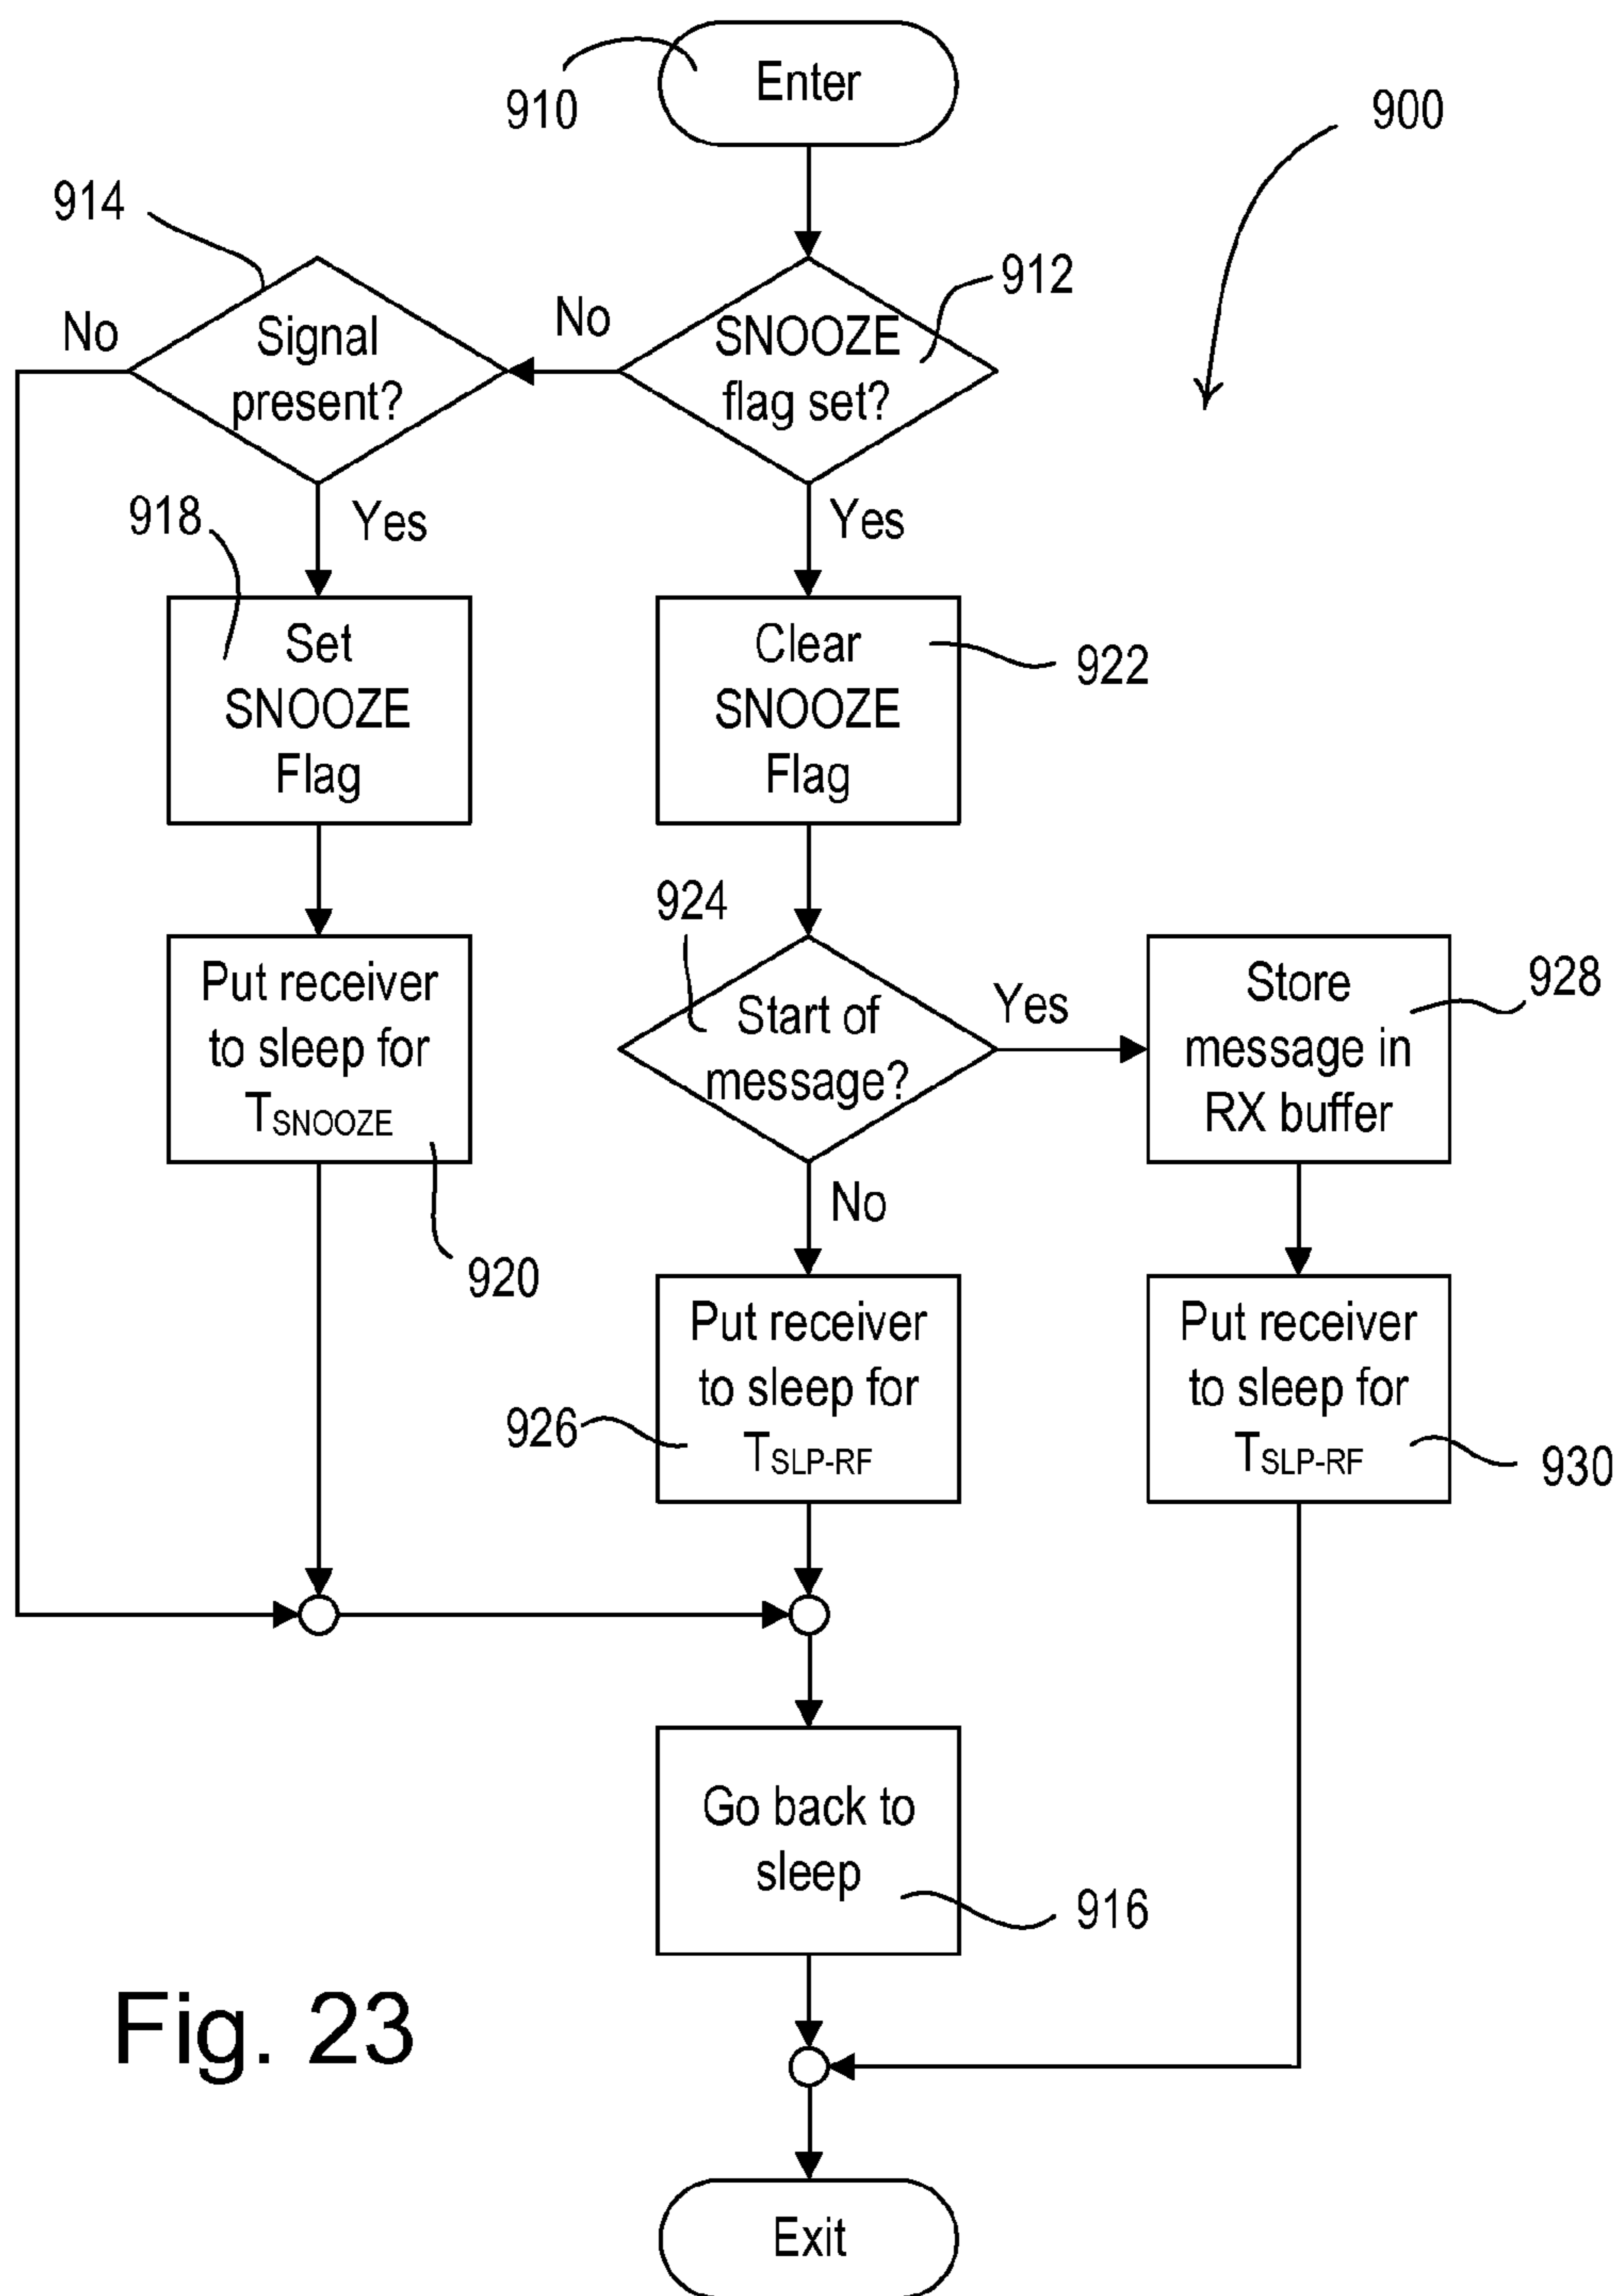 Enter
910
900
914
912
No
Signal
present?
No
SNOOZE
flag set?
918
Yes
Yes
Set
SNOOZE
Flag
Clear
SNOOZE
Flag
922
924
Put receiver
to sleep for
TSNOOZE
Start of
message?
Yes
Store
message in
RX buffer
928
No
920
Put receiver
to sleep for
TSLP-RF
926
Put receiver
to sleep for
TSLP-RF
930
Go back to
sleep
916
Fig. 23
Exit